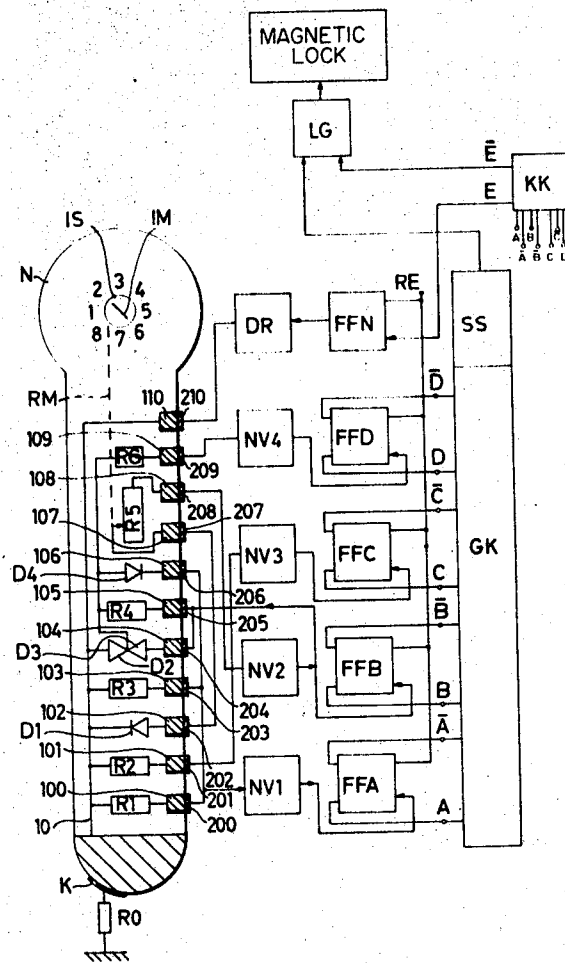 MAGNETIC
LOCK
LG
E̅
E
KK
A
A̅
B
B̅
C
IS
IM
N
1 2 3 4 5 6 7 8
RE
SS
DR
FFN
RM
110
210
D̅
109
R6
209
NV4
FFD
D
108
208
R5
C̅
107
207
106
206
NV3
FFC
GK
D4
C
105
205
B̅
R4
104
D3
D2
204
NV2
FFB
103
R3
203
B
102
D1
202
A̅
101
R2
201
NV1
FFA
100
R1
200
A
10
K
R0